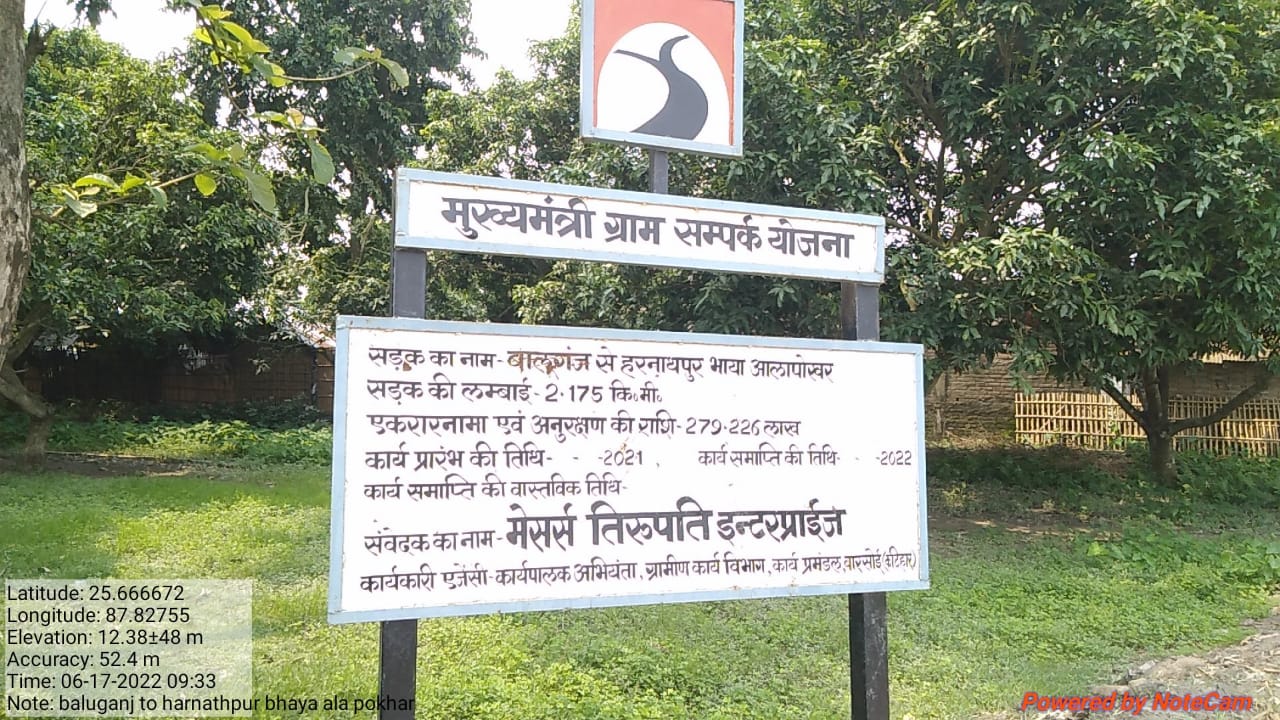 मुख्यमंत्री ग्राम सम्पर्क योजना
सड़क का नाम- बालुगंज से हरनाथपुर भाया आलापोखर
सड़क की लम्बाई- 2.175 कि॰मी॰
एकरारनामा एवं अनुरक्षण की राशि- 279.226 लाख
कार्य प्रारंभ की तिथि- - -2021 , कार्य समाप्ति की तिथि- - -2022
कार्य समाप्ति की वास्तविक तिथि-
संवेदक का नाम- मेसर्स तिरूपति इन्टरप्राईज
कार्यकारी एजेंसी- कार्यपालक अभियंता, ग्रामीण कार्य विभाग, कार्य प्रमंडल, बारसोई (कटिहार)
Latitude: 25.666672
Longitude: 87.82755
Elevation: 12.38±48 m
Accuracy: 52.4 m
Time: 06-17-2022 09:33
Note: baluganj to harnathpur bhaya ala pokhar
Powered by NoteCam